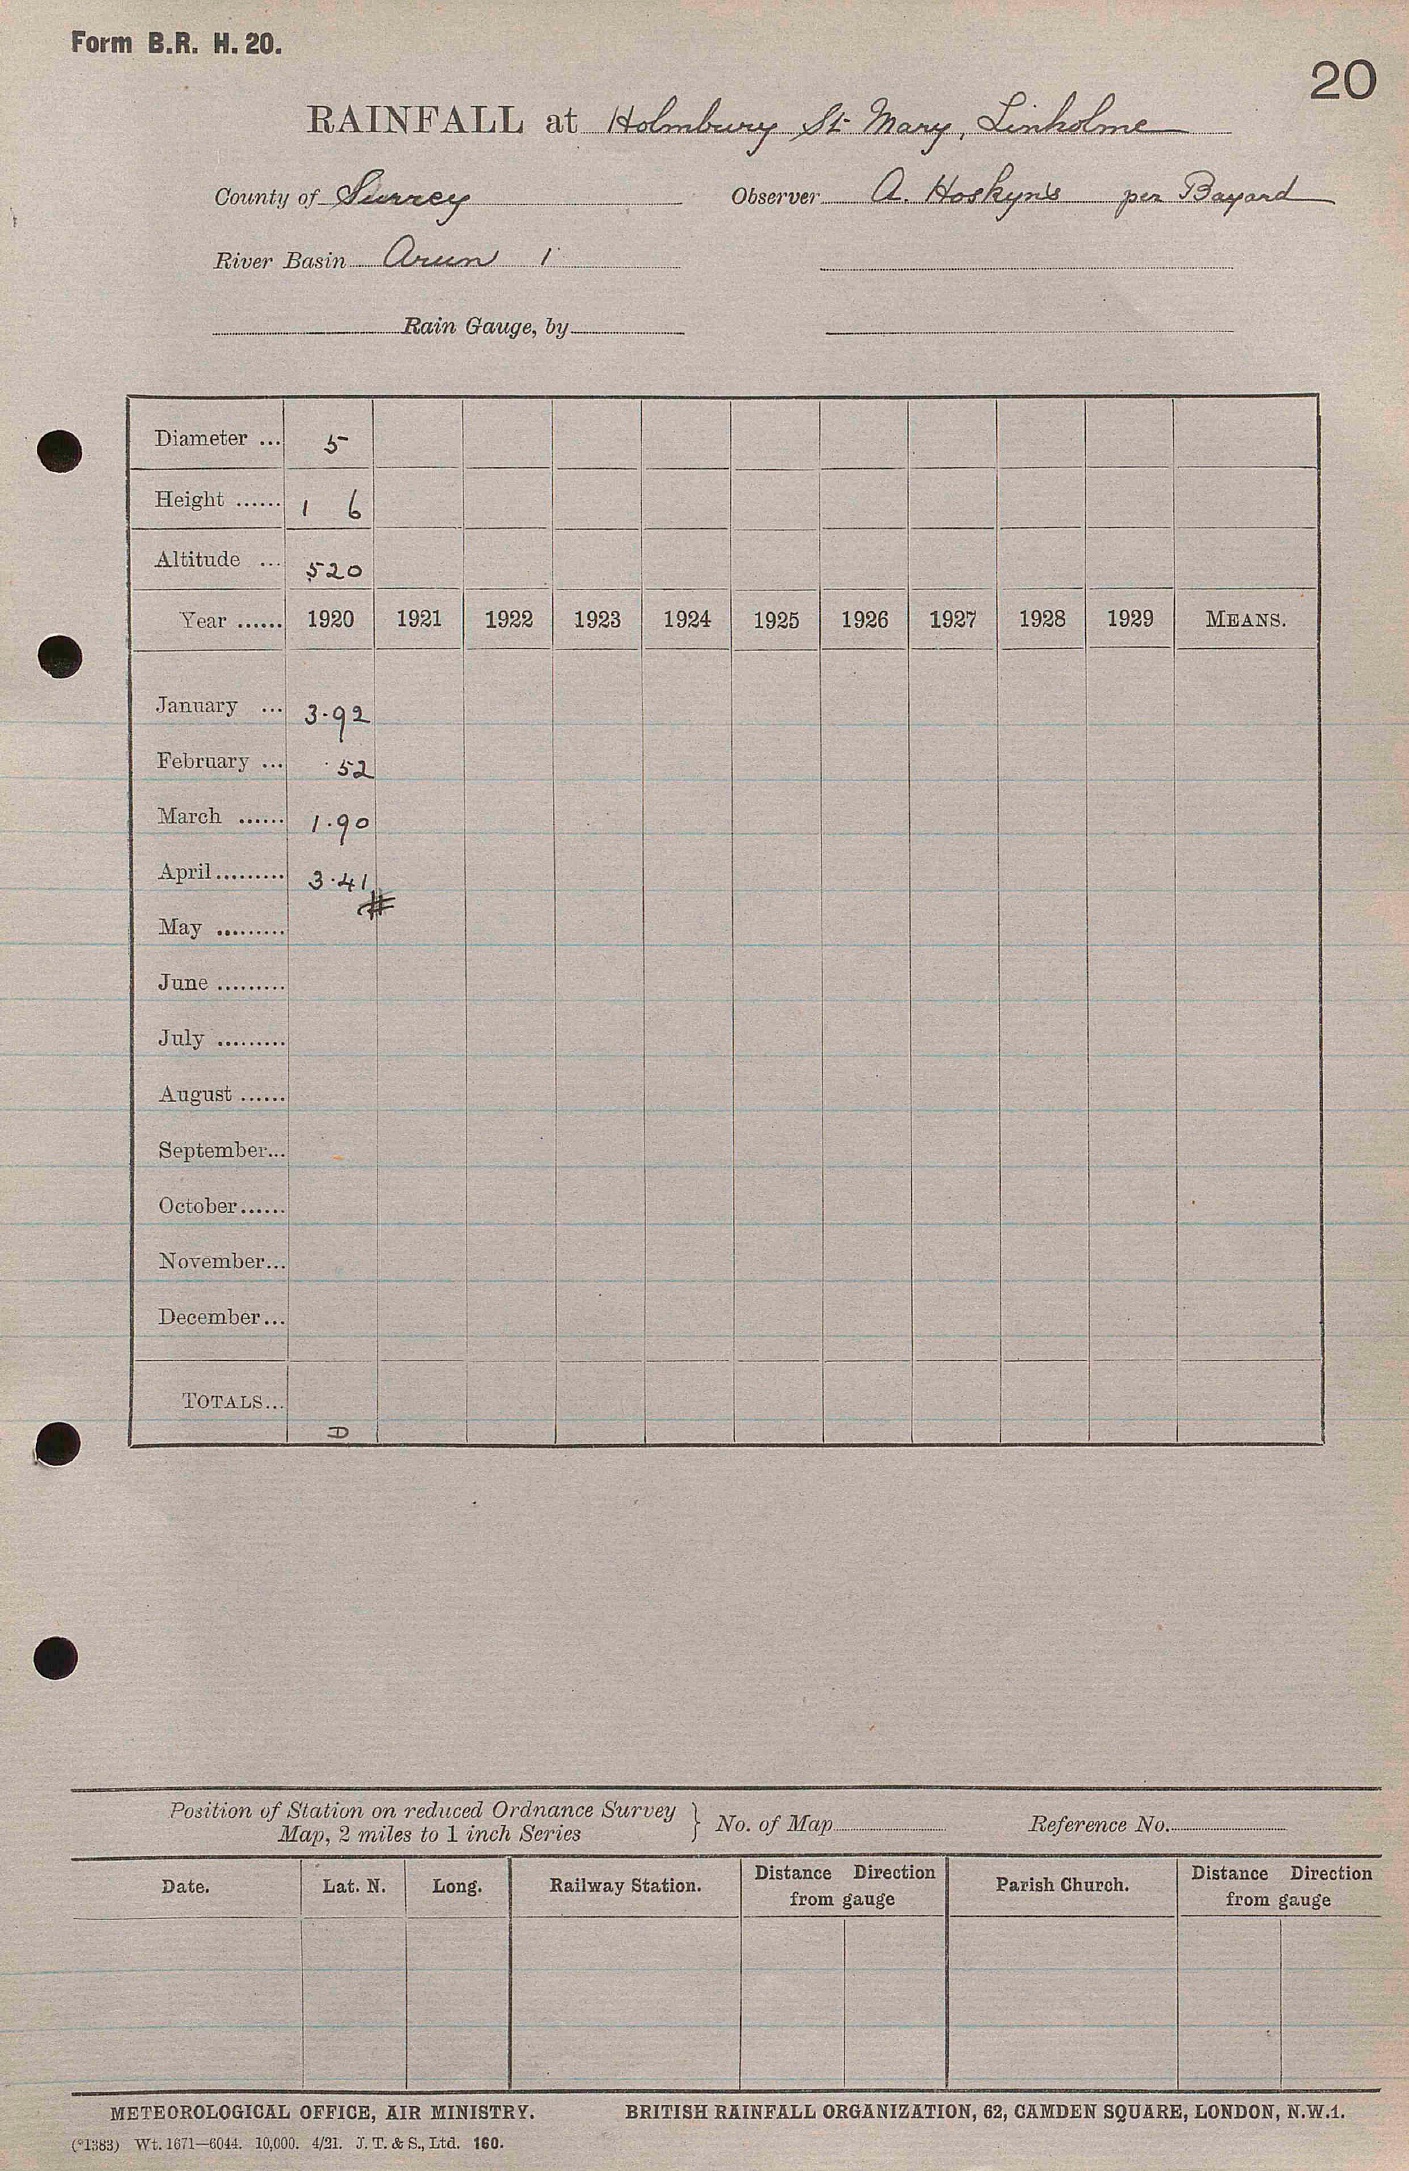 Form B.R. H. 20.
20
RAINFALL at Holmbury St. Mary, Linholme
County of Surrey Observer A. Hoskyns per Bayard
River Basin Arun 1
Rain Gauge, by
Diameter ... 5
Height ...... 1 6
Altitude ... 520
Year ...... 1920 1921 1922 1923 1924 1925 1926 1927 1928 1929 MEANS.
January ... 3.92
February ... .52
March ...... 1.90
April ......... 3.41
#
May .........
June .........
July .........
August ......
September...
October......
November...
December...
TOTALS...
D
Position of Station on reduced Ordnance Survey
Map, 2 miles to 1 inch Series } No. of Map Reference No.
Date. Lat. N. Long. Railway Station. Distance Direction from gauge Parish Church. Distance Direction from gauge
METEOROLOGICAL OFFICE, AIR MINISTRY. BRITISH RAINFALL ORGANIZATION, 62, CAMDEN SQUARE, LONDON, N.W.1.
(*1383) Wt. 1671—6044. 10,000. 4/21. J. T. & S., Ltd. 160.